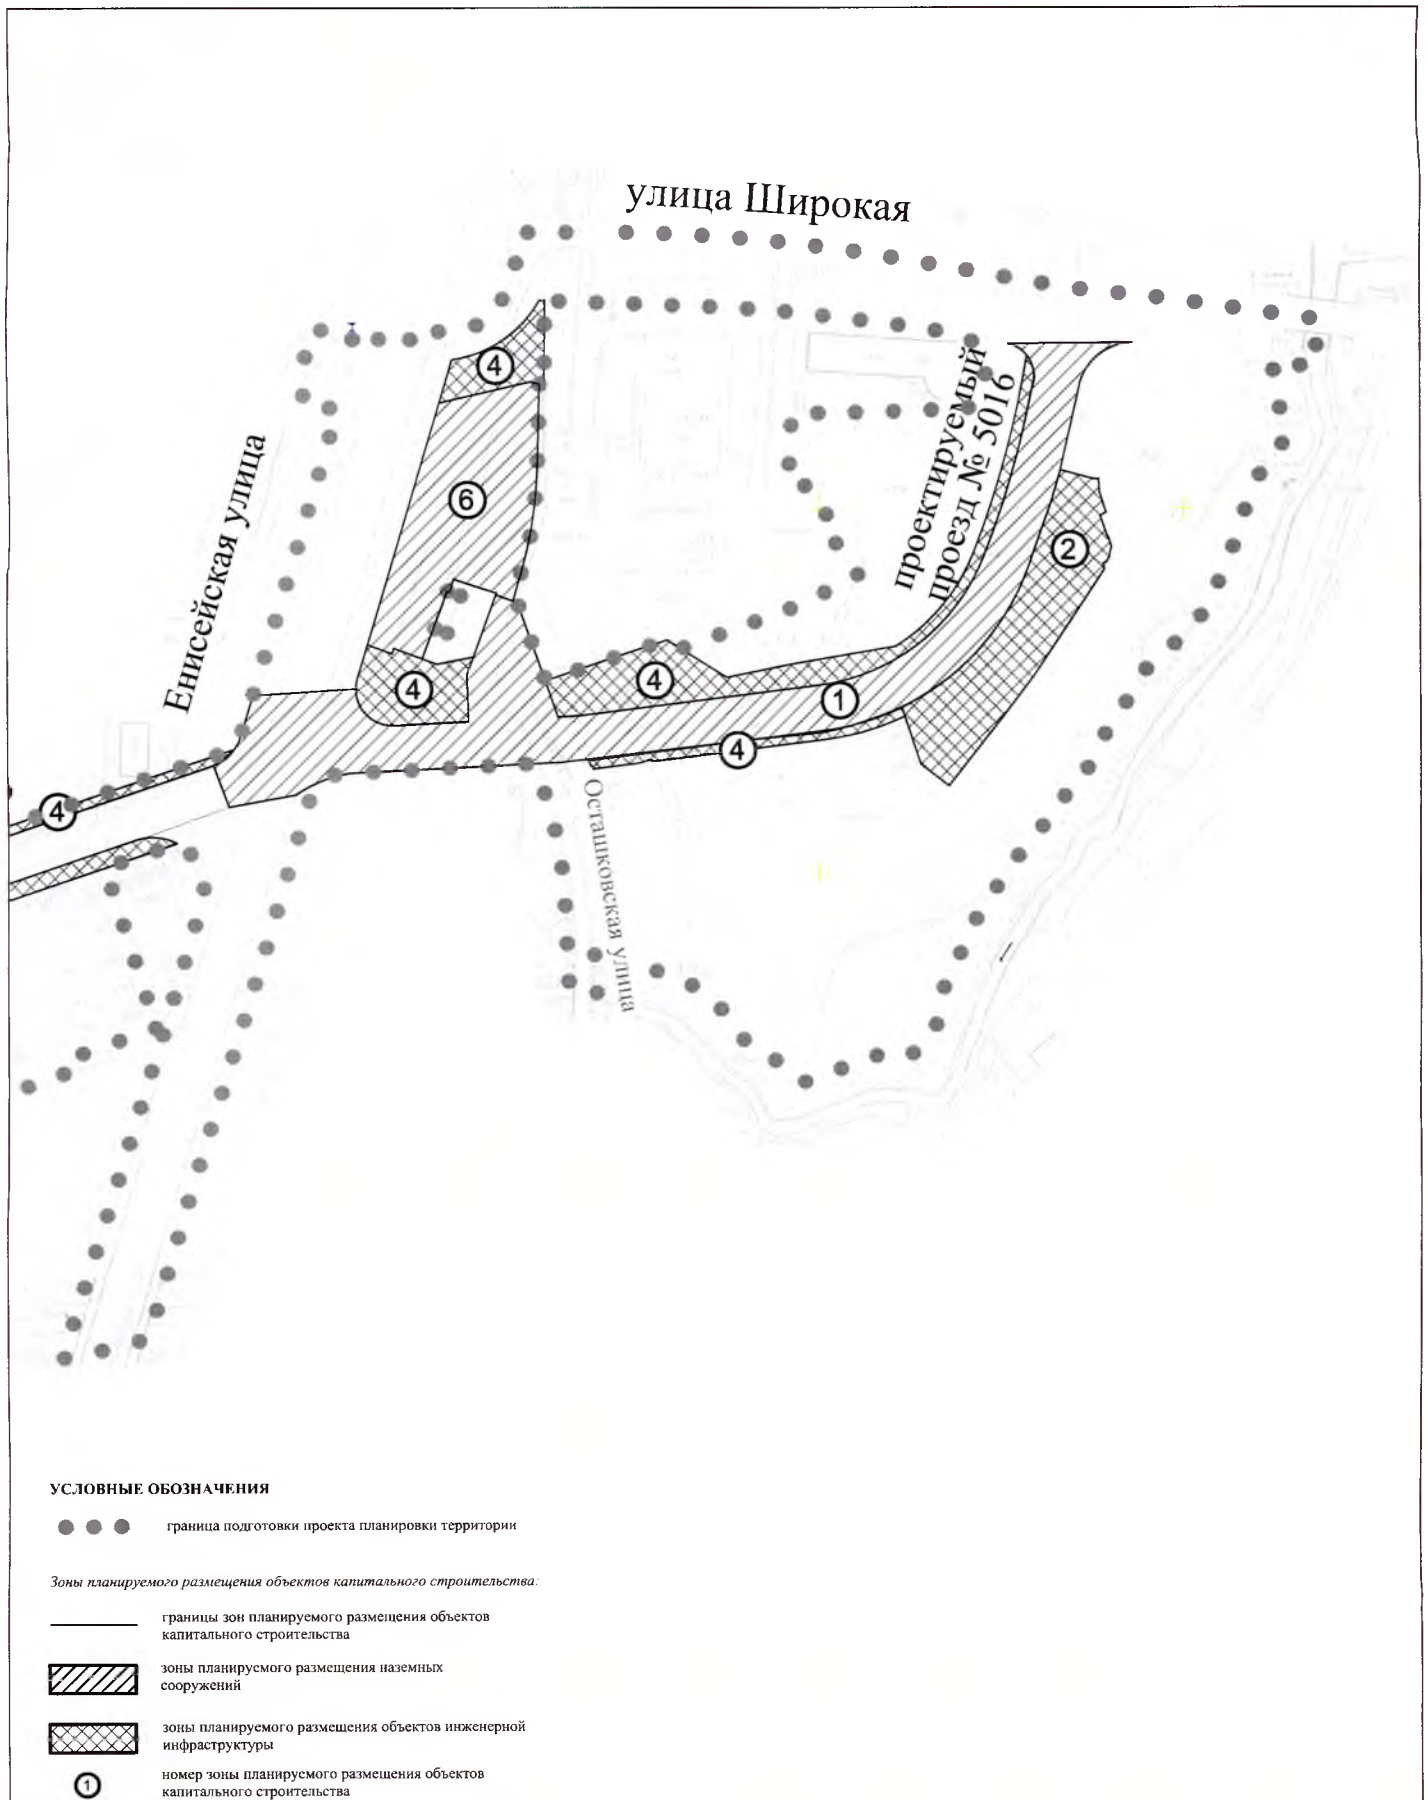 улица Широкая
4
проектируемый
проезд № 5016
Енисейская улица
6
2
4
4
1
4
4
Осташковская улица
УСЛОВНЫЕ ОБОЗНАЧЕНИЯ
граница подготовки проекта планировки территории
Зоны планируемого размещения объектов капитального строительства:
границы зон планируемого размещения объектов
капитального строительства
зоны планируемого размещения наземных
сооружений
зоны планируемого размещения объектов инженерной
инфраструктуры
1
номер зоны планируемого размещения объектов
капитального строительства